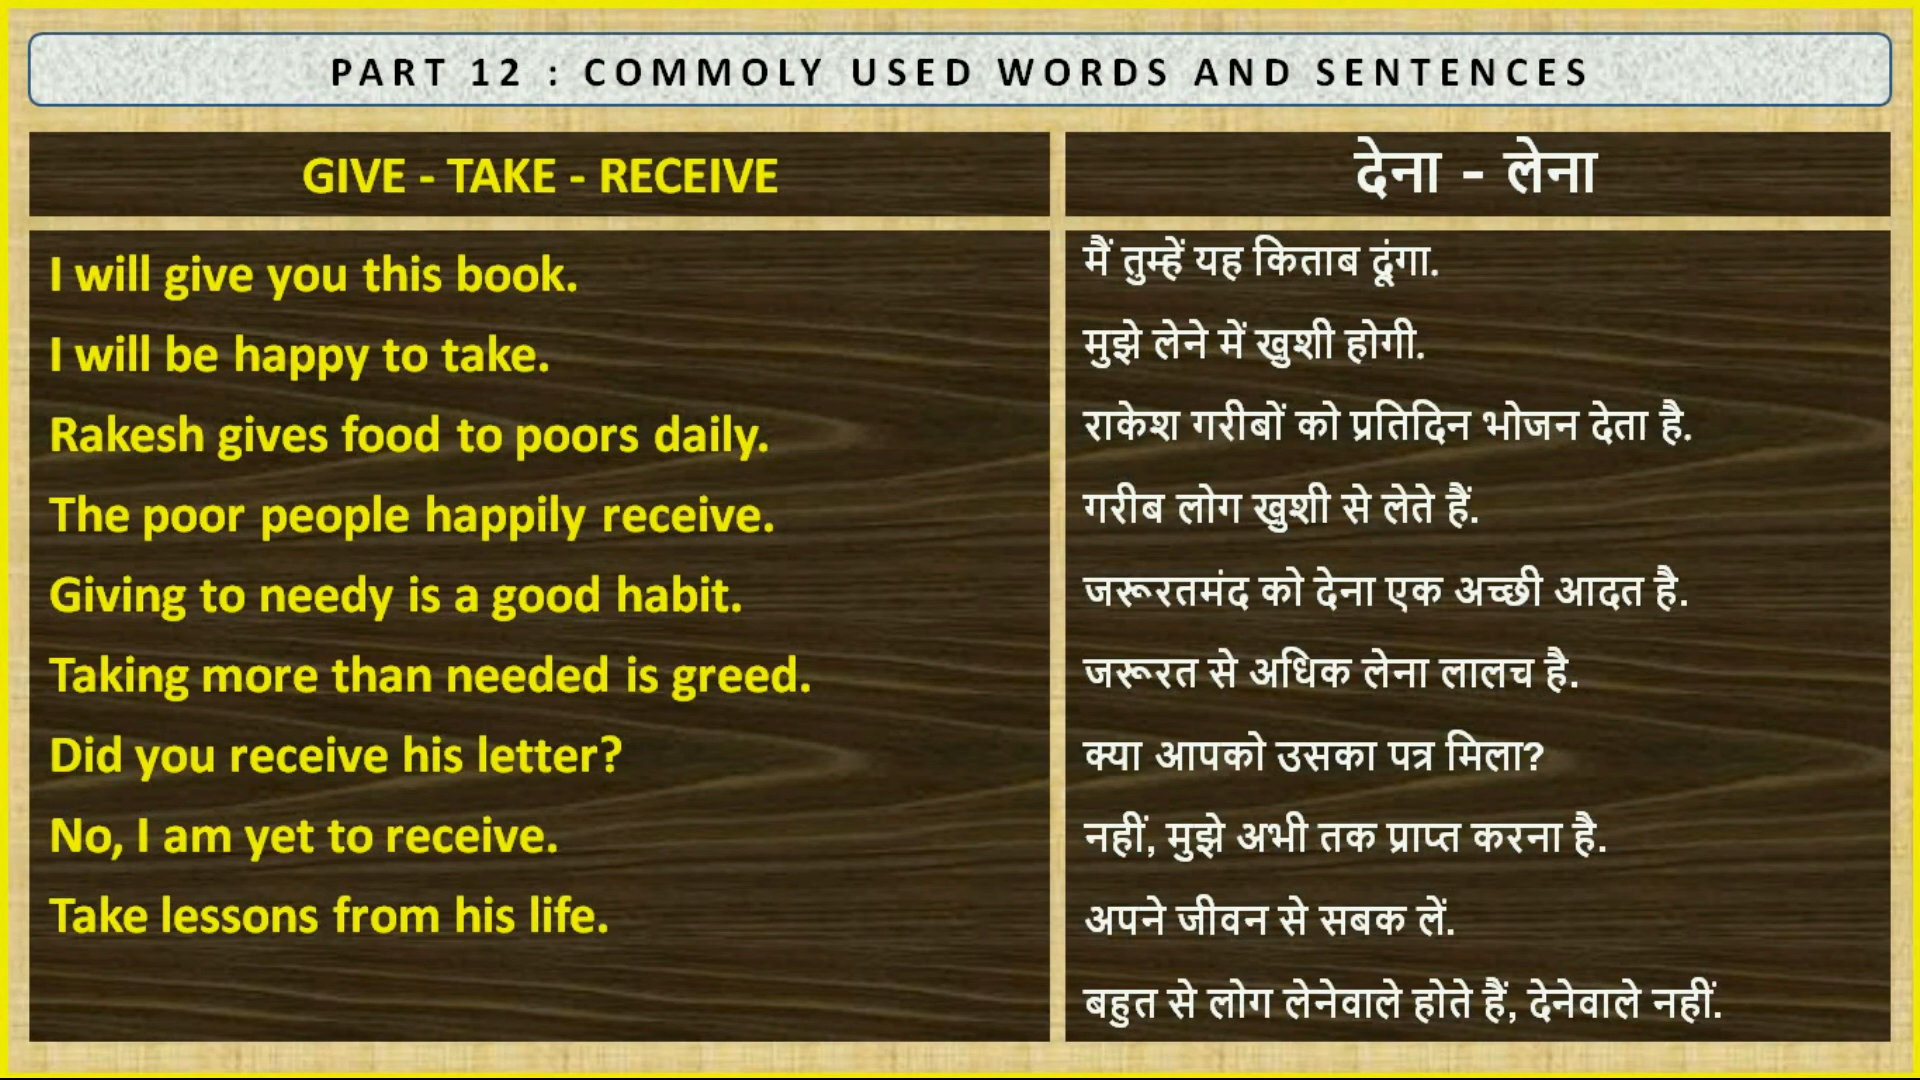 PART 12 : COMMOLY USED WORDS AND SENTENCES
GIVE - TAKE - RECEIVE
I will give you this book.
I will be happy to take.
Rakesh gives food to poors daily.
The poor people happily receive.
Giving to needy is a good habit.
Taking more than needed is greed.
Did you receive his letter?
No, I am yet to receive.
Take lessons from his life.
देना - लेना
मैं तुम्हें यह किताब दूंगा.
मुझे लेने में खुशी होगी.
राकेश गरीबों को प्रतिदिन भोजन देता है.
गरीब लोग खुशी से लेते हैं.
जरूरतमंद को देना एक अच्छी आदत है.
जरूरत से अधिक लेना लालच है.
क्या आपको उसका पत्र मिला?
नहीं, मुझे अभी तक प्राप्त करना है.
अपने जीवन से सबक लें.
बहुत से लोग लेनेवाले होते हैं, देनेवाले नहीं.